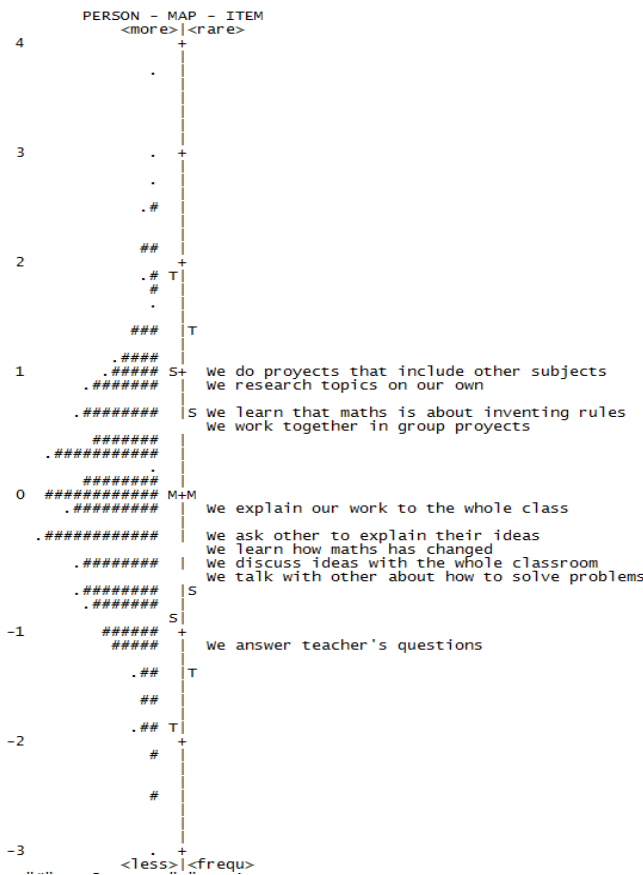 PERSON - MAP - ITEM
<more>|<rare>
4 +
|
. |
|
|
|
|
|
3 . +
|
. |
|
.# |
|
|
## |
2 +
.# T|
# |
. |
|
### |T
|
.#### |
1 .##### S+ We do proyects that include other subjects
.####### | We research topics on our own
|
.######## |S We learn that maths is about inventing rules
We work together in group proyects
####### |
.########### |
. |
######## |
0 ############ M+M
.######### | We explain our work to the whole class
|
.############ | We ask other to explain their ideas
We learn how maths has changed
.######## | We discuss ideas with the whole classroom
We talk with other about how to solve problems
.######## |S
.####### |
S|
-1 ###### +
##### | We answer teacher's questions
|
.## |T
|
## |
|
.## T|
-2 +
# |
|
|
# |
|
|
|
-3 . +
<less>|<frequ>